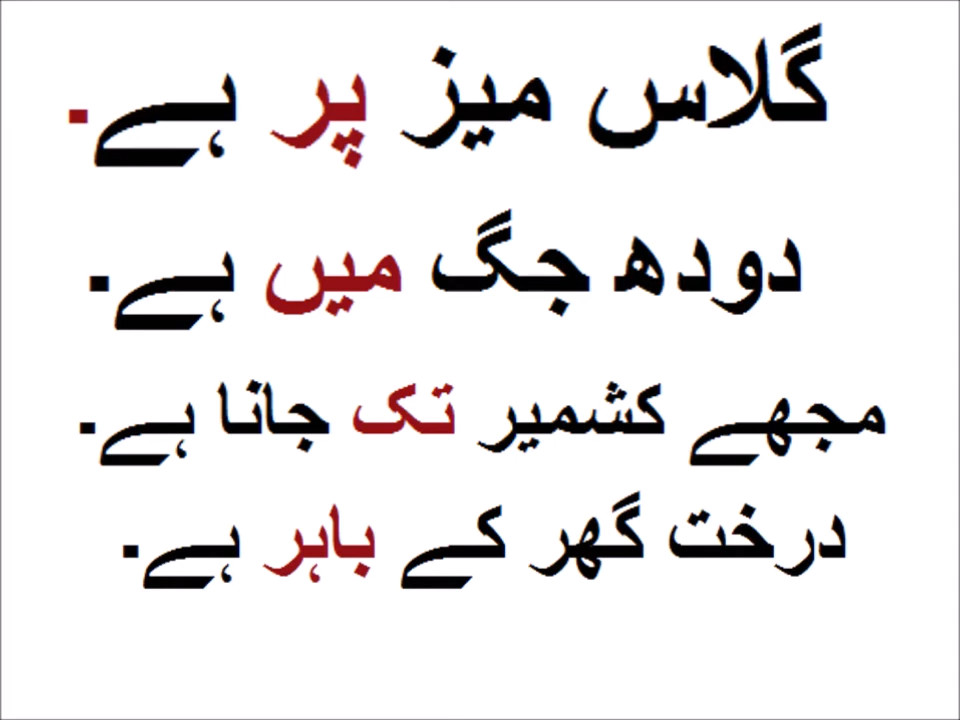 گلاس میز پر ہے۔
دودھ جگ میں ہے۔
مجھے کشمیر تک جانا ہے۔
درخت گھر کے باہر ہے۔